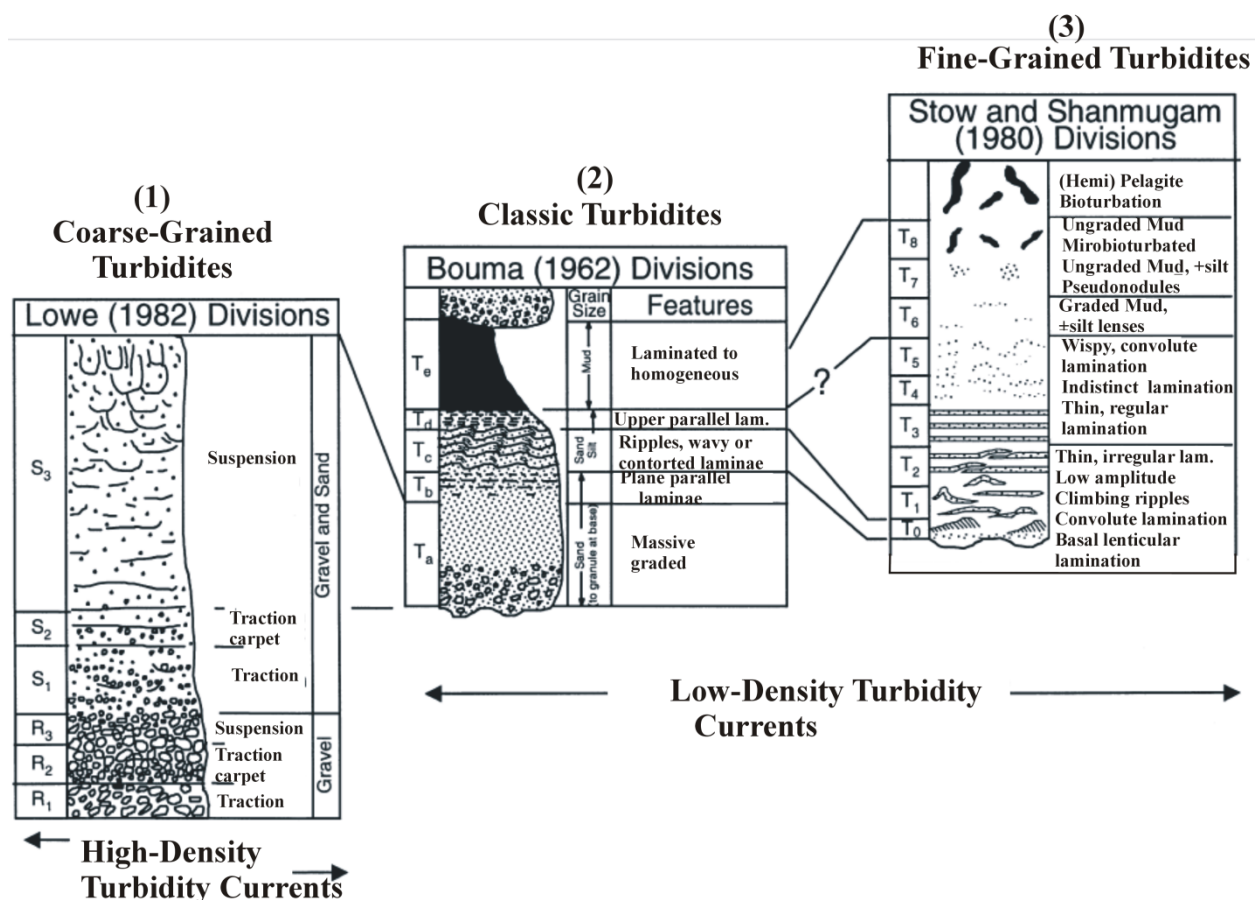 (1)
Coarse-Grained
Turbidites
Lowe (1982) Divisions
S3
S2
S1
R3
R2
R1
Suspension
Traction
carpet
Traction
Suspension
Traction
carpet
Traction
Gravel and Sand
Gravel
High-Density
Turbidity Currents
(2)
Classic Turbidites
Bouma (1962) Divisions
Grain
Size
Features
Te
Td
Tc
Tb
Ta
Mud
Sand
Silt
Sand
(to granule at base)
Laminated to
homogeneous
Upper parallel lam.
Ripples, wavy or
contorted laminae
Plane parallel
laminae
Massive
graded
?
Low-Density Turbidity
Currents
(3)
Fine-Grained Turbidites
Stow and Shanmugam
(1980) Divisions
T8
T7
T6
T5
T4
T3
T2
T1
T0
(Hemi) Pelagite
Bioturbation
Ungraded Mud
Mirobioturbated
Ungraded Mud, +silt
Pseudonodules
Graded Mud,
±silt lenses
Wispy, convolute
lamination
Indistinct lamination
Thin, regular
lamination
Thin, irregular lam.
Low amplitude
Climbing ripples
Convolute lamination
Basal lenticular
lamination